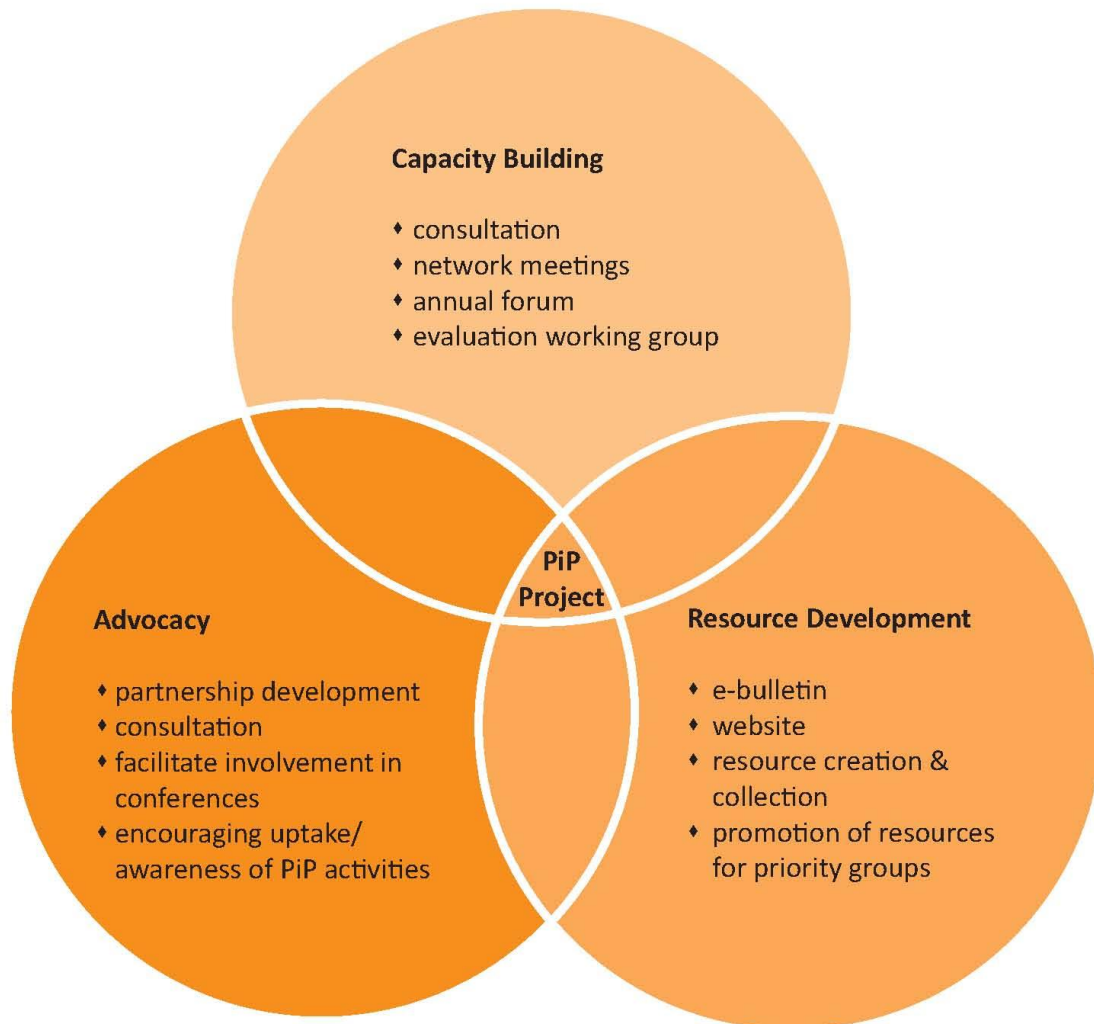 Capacity Building
♦ consultation
♦ network meetings
♦ annual forum
♦ evaluation working group
PiP
Project
Advocacy
♦ partnership development
♦ consultation
♦ facilitate involvement in
conferences
♦ encouraging uptake/
awareness of PiP activities
Resource Development
♦ e-bulletin
♦ website
♦ resource creation &
collection
♦ promotion of resources
for priority groups